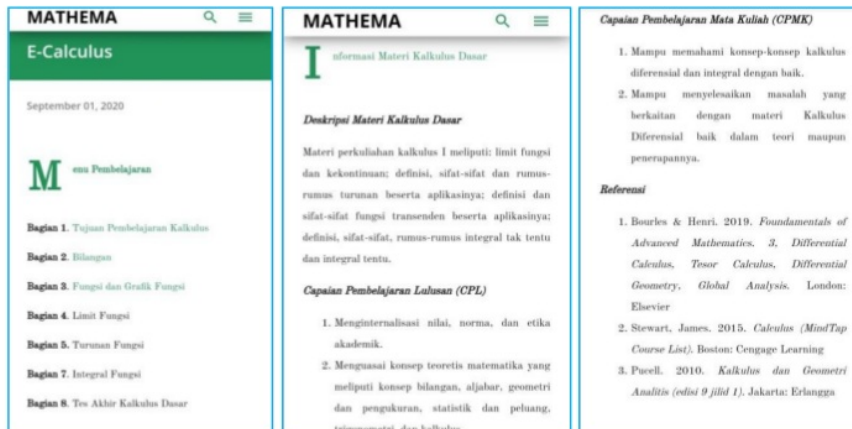 MATHEMA
E-Calculus
September 01, 2020
Menu Pembelajaran
Bagian 1. Tujuan Pembelajaran Kalkulus
Bagian 2. Bilangan
Bagian 3. Fungsi dan Grafik Fungsi
Bagian 4. Limit Fungsi
Bagian 5. Turunan Fungsi
Bagian 7. Integral Fungsi
Bagian 8. Tes Akhir Kalkulus Dasar
MATHEMA
Informasi Materi Kalkulus Dasar
Deskripsi Materi Kalkulus Dasar
Materi perkuliahan kalkulus I meliputi: limit fungsi
dan kekontinuan; definisi, sifat-sifat dan rumus-
rumus turunan beserta aplikasinya; definisi dan
sifat-sifat fungsi transenden beserta aplikasinya;
definisi, sifat-sifat, rumus-rumus integral tak tentu
dan integral tentu.
Capaian Pembelajaran Lulusan (CPL)
1. Menginternalisasi nilai, norma, dan etika
akademik.
2. Menguasai konsep teoretis matematika yang
meliputi konsep bilangan, aljabar, geometri
dan pengukuran, statistik dan peluang,
trigonometri, dan kalkulus
Capaian Pembelajaran Mata Kuliah (CPMK)
1. Mampu memahami konsep-konsep kalkulus
diferensial dan integral dengan baik.
2. Mampu menyelesaikan masalah yang
berkaitan dengan materi Kalkulus
Diferensial baik dalam teori maupun
penerapannya.
Referensi
1. Bourles & Henri. 2019. Foundamentals of
Advanced Mathematics. 3, Differential
Calculus, Tesor Calculus, Differential
Geometry, Global Analysis. London:
Elsevier
2. Stewart, James. 2015. Calculus (MindTap
Course List). Boston: Cengage Learning
3. Pucell. 2010. Kalkulus dan Geometri
Analitis (edisi 9 jilid 1). Jakarta: Erlangga